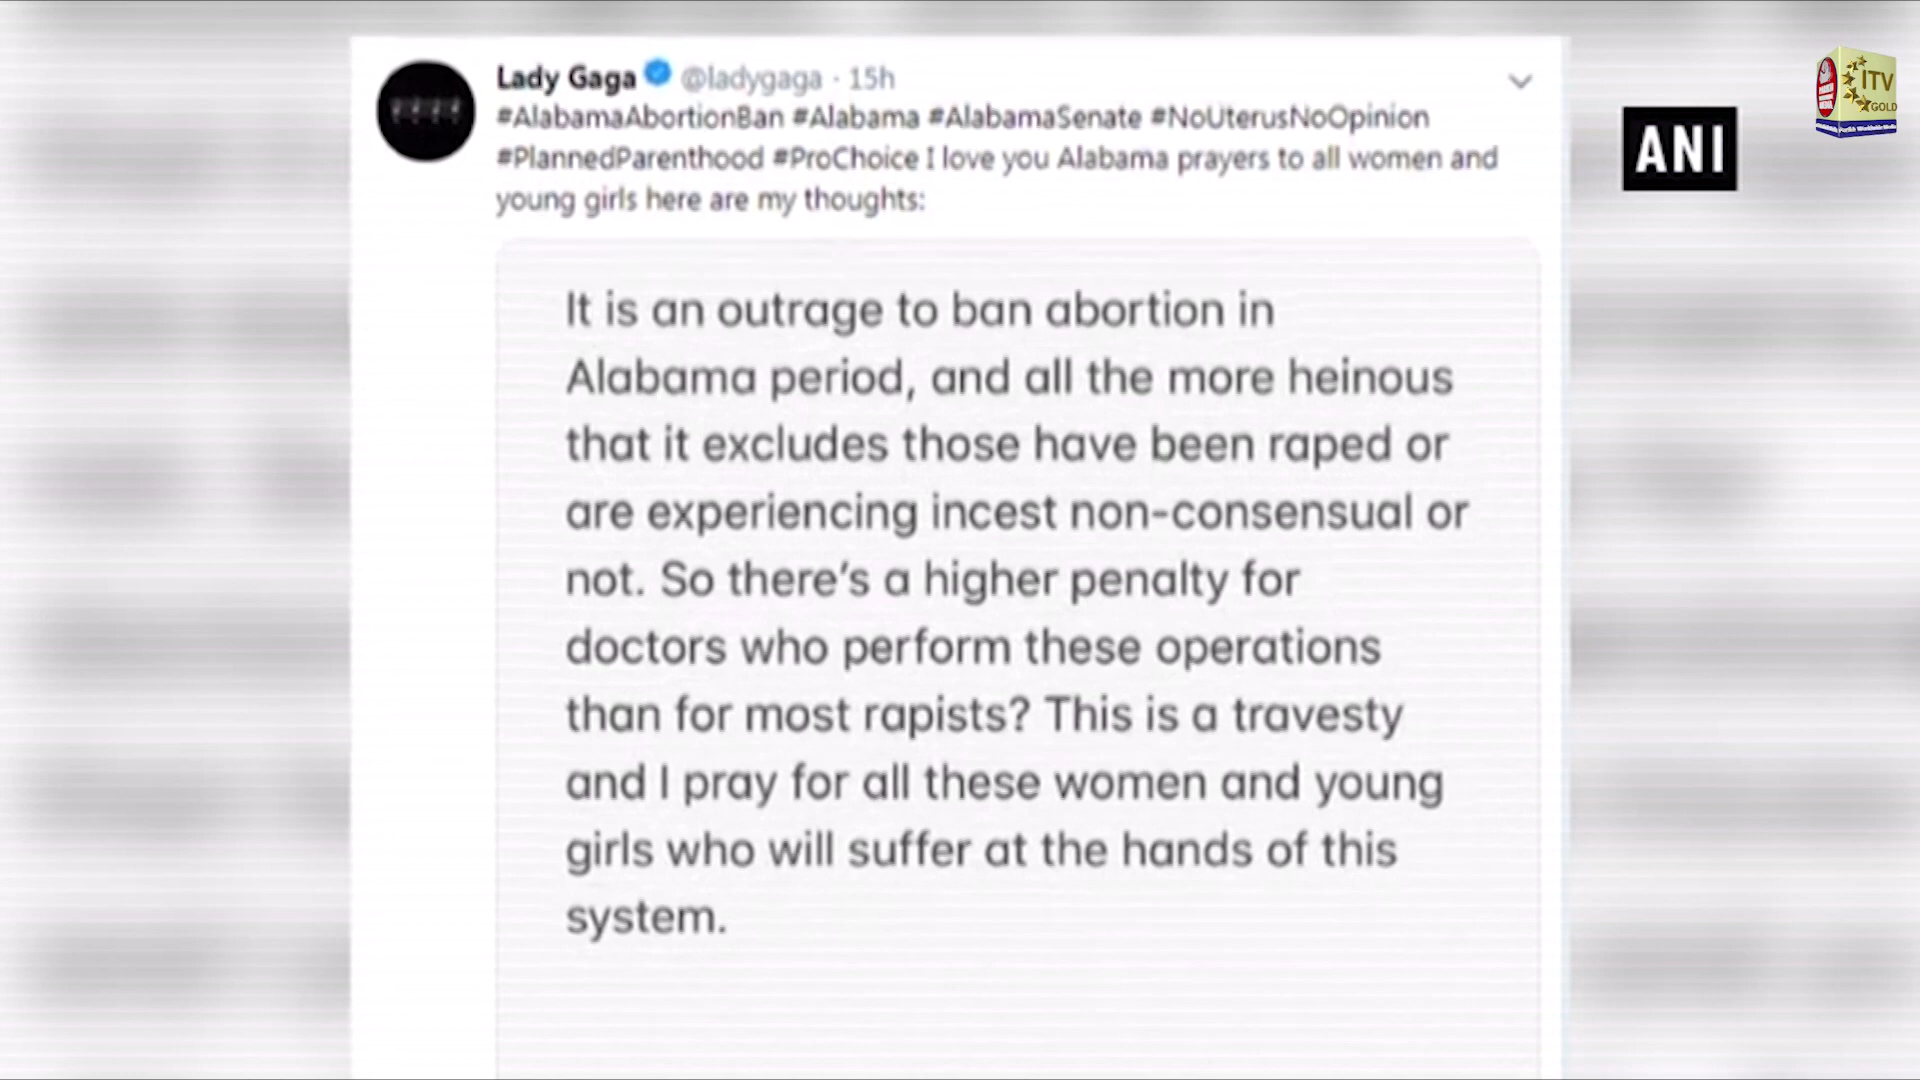 Lady Gaga @ladygaga · 15h
#AlabamaAbortionBan #Alabama #AlabamaSenate #NoUterusNoOpinion
#PlannedParenthood #ProChoice I love you Alabama prayers to all women and
young girls here are my thoughts:
It is an outrage to ban abortion in
Alabama period, and all the more heinous
that it excludes those have been raped or
are experiencing incest non-consensual or
not. So there's a higher penalty for
doctors who perform these operations
than for most rapists? This is a travesty
and I pray for all these women and young
girls who will suffer at the hands of this
system.
ANI
ITV
GOLD